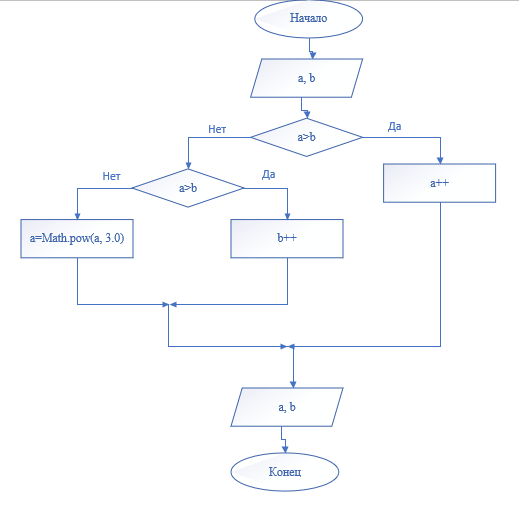 Начало
a, b
a>b
Нет
Да
a>b
Нет
Да
a++
a=Math.pow(a, 3.0)
b++
a, b
Конец